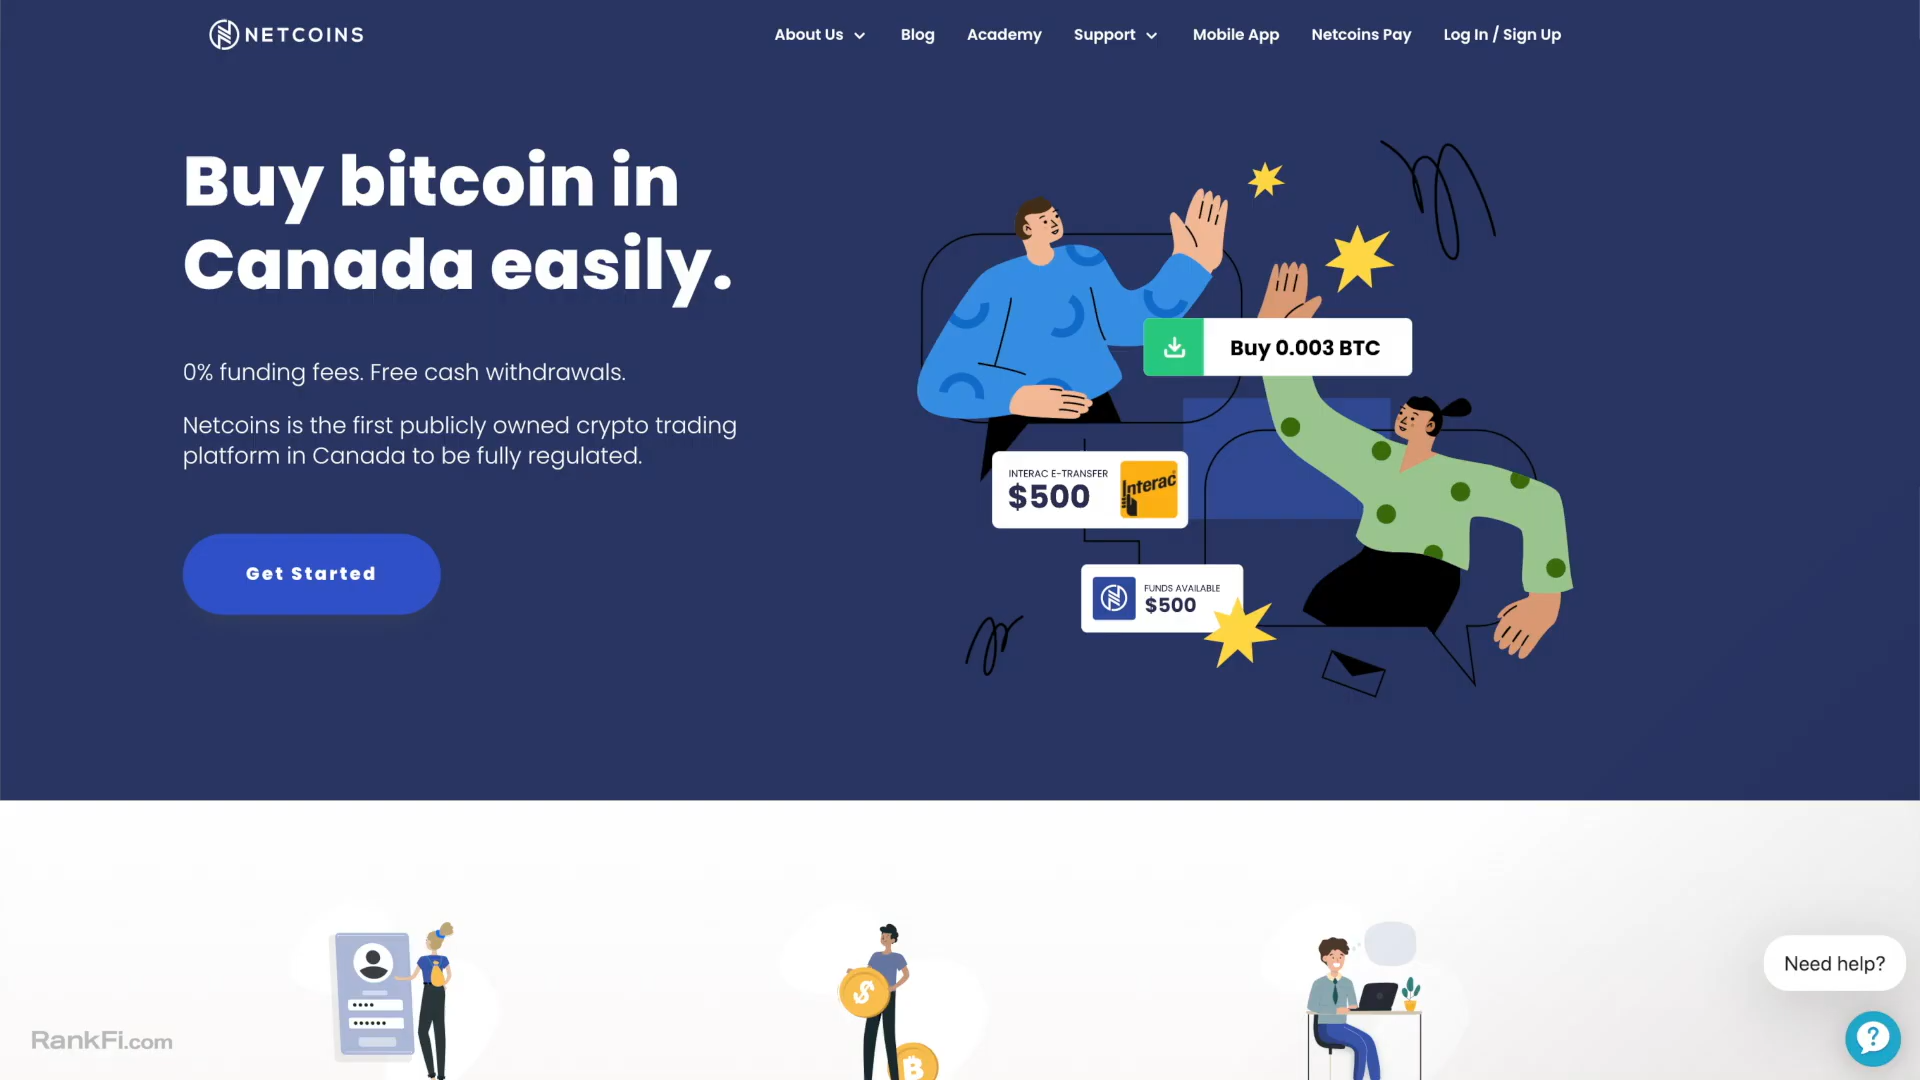 NETCOINS
About Us
Blog
Academy
Support
Mobile App
Netcoins Pay
Log In / Sign Up
Buy bitcoin in
Canada easily.
0% funding fees. Free cash withdrawals.
Netcoins is the first publicly owned crypto trading
platform in Canada to be fully regulated.
Get Started
Buy 0.003 BTC
INTERAC E-TRANSFER
$500
Interac
FUNDS AVAILABLE
$500
Need help?
RankFi.com